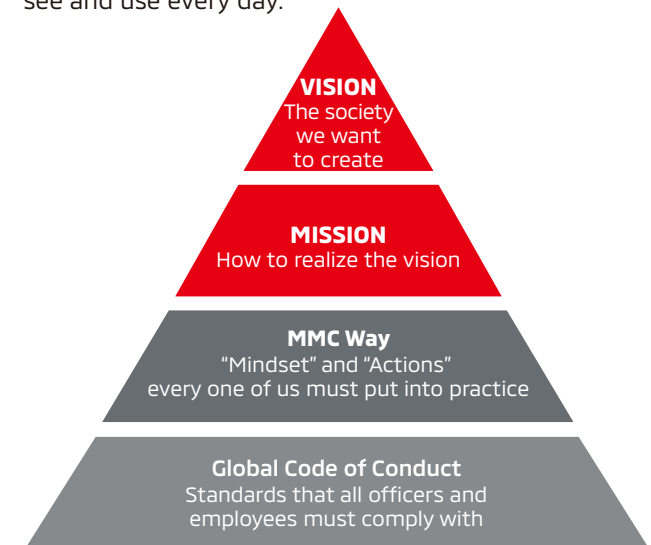 see and use every day.
VISION
The society
we want
to create
MISSION
How to realize the vision
MMC Way
“Mindset” and “Actions”
every one of us must put into practice
Global Code of Conduct
Standards that all officers and
employees must comply with